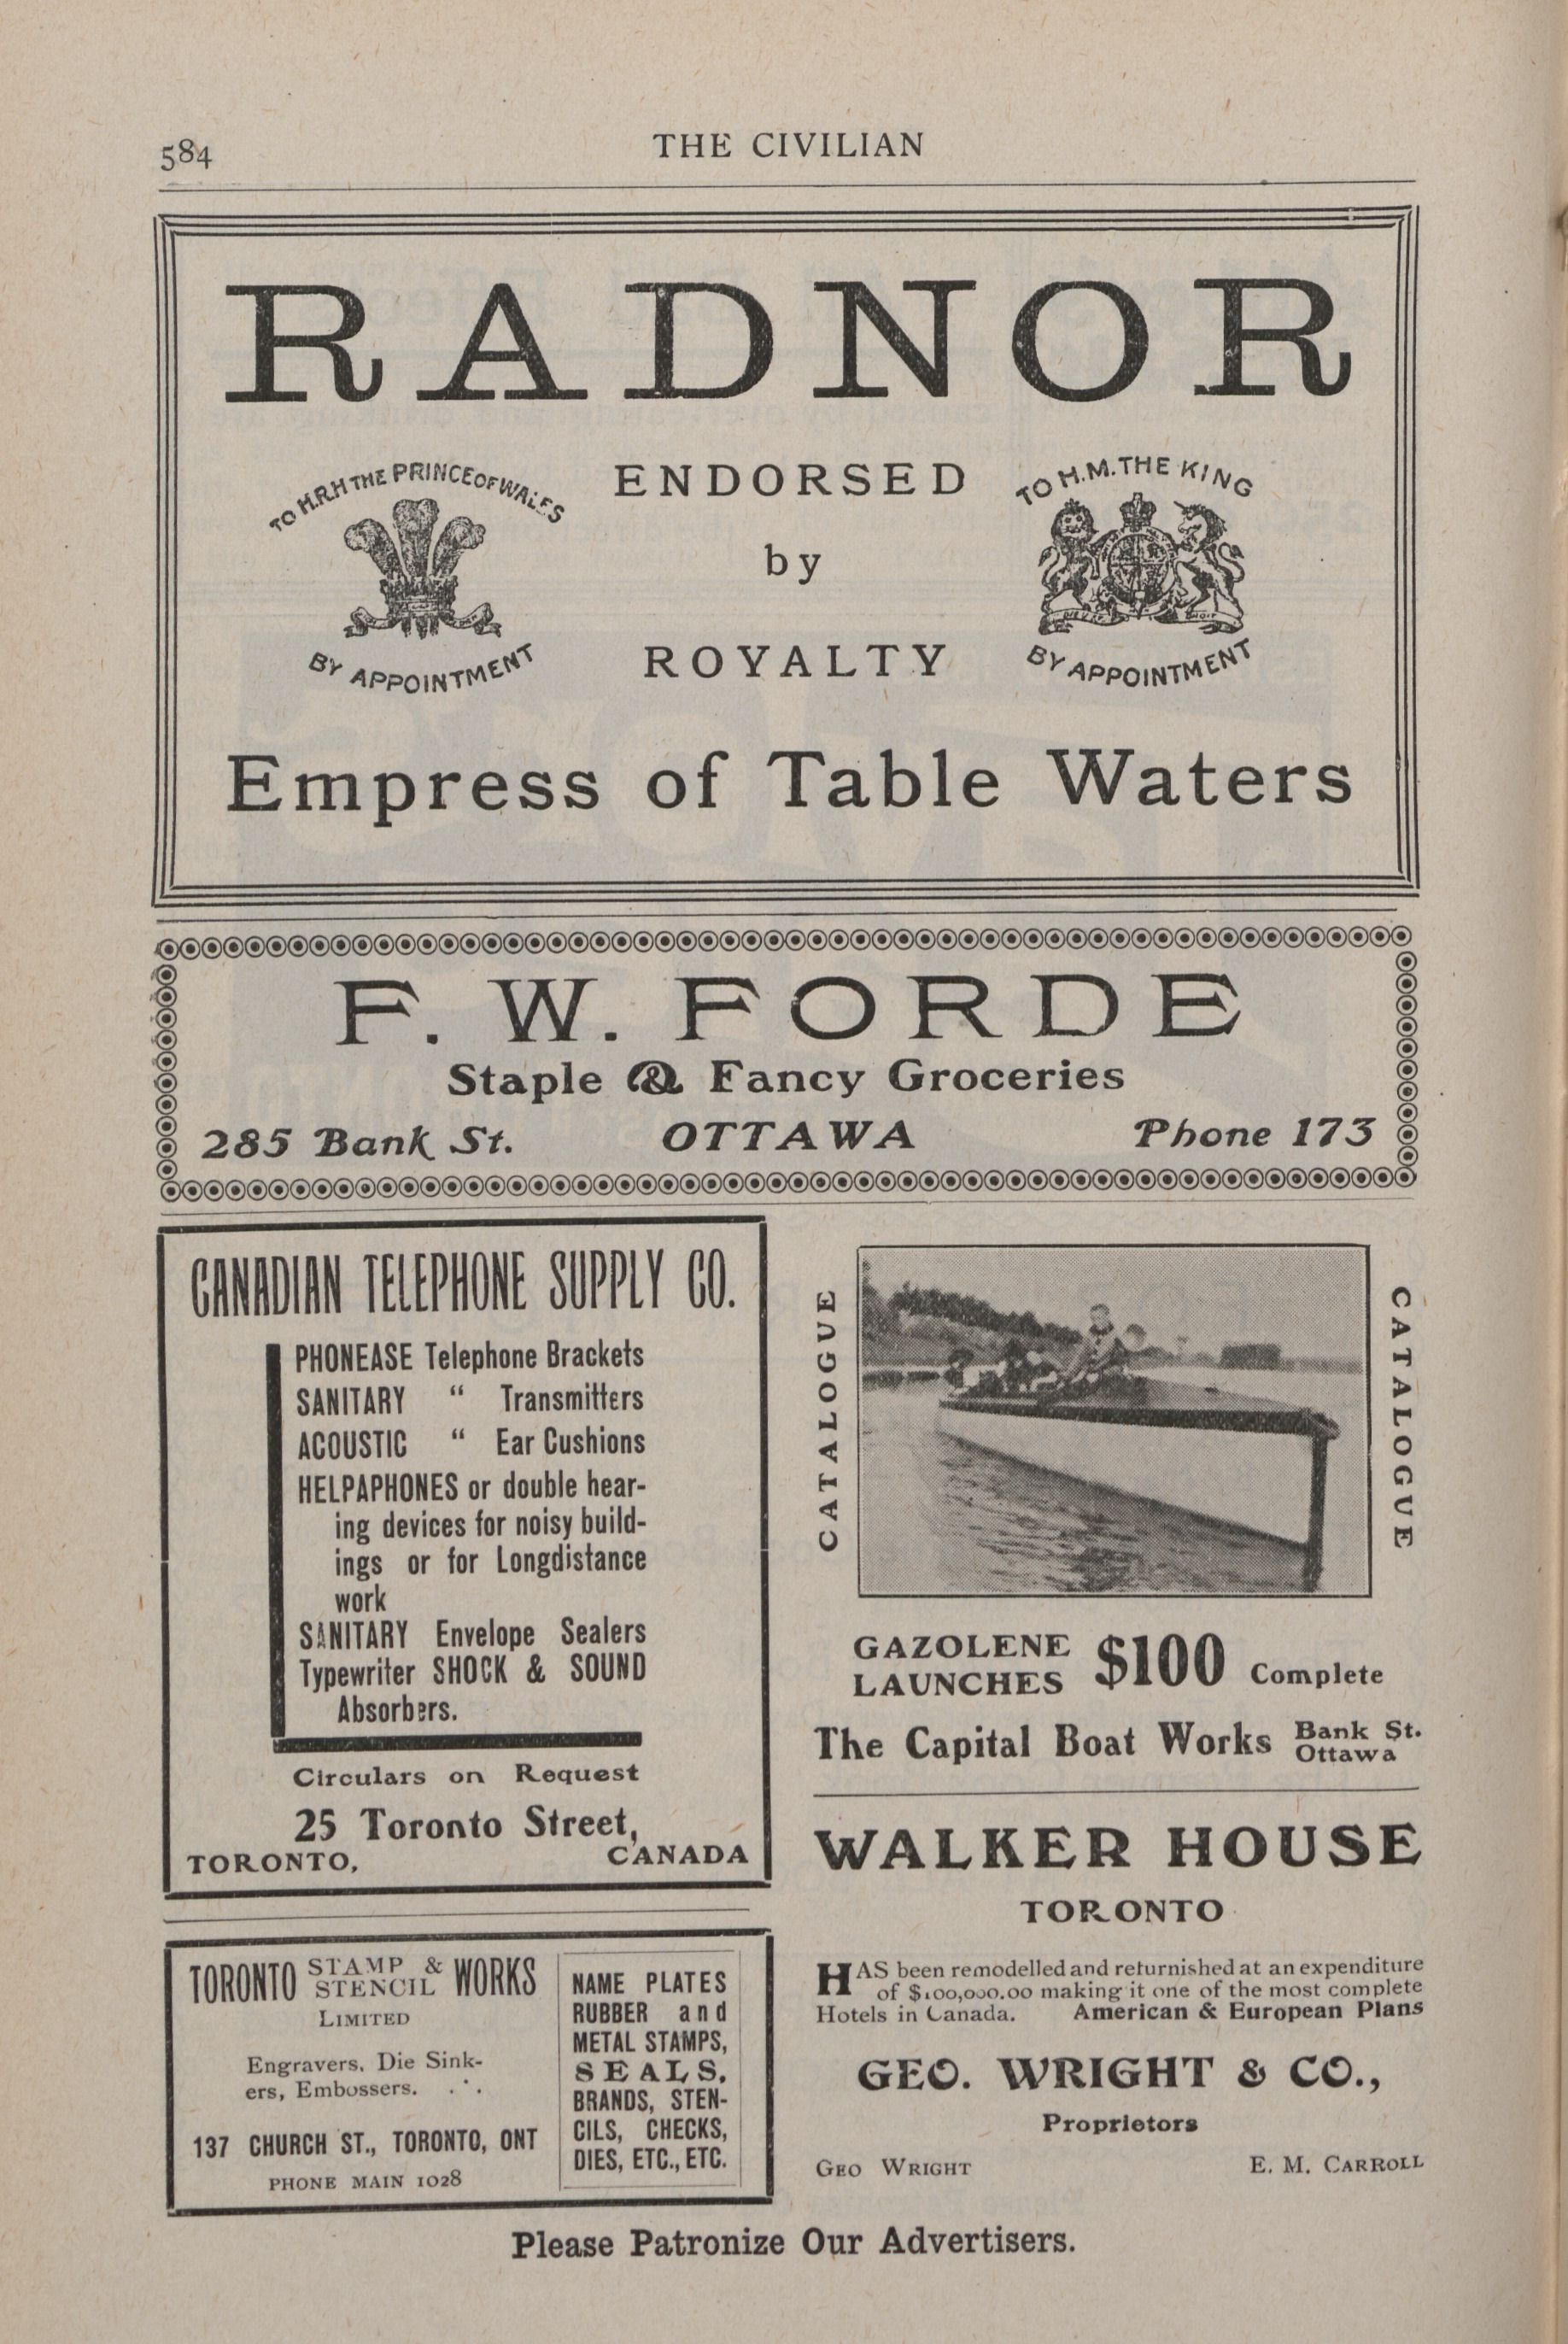 584
THE CIVILIAN
RADNOR
TO H.R.H THE PRINCE OF WALES
BY APPOINTMENT
ENDORSED
by
ROYALTY
TO H.M. THE KING
BY APPOINTMENT
Empress of Table Waters
F. W. FORDE
Staple & Fancy Groceries
285 Bank St. OTTAWA Phone 173
CANADIAN TELEPHONE SUPPLY CO.
PHONEASE Telephone Brackets
SANITARY “ Transmitters
ACOUSTIC “ Ear Cushions
HELPAPHONES or double hear-
ing devices for noisy build-
ings or for Longdistance
work
SANITARY Envelope Sealers
Typewriter SHOCK & SOUND
Absorbers.
Circulars on Request
25 Toronto Street,
TORONTO, CANADA
TORONTO STAMP & STENCIL WORKS
LIMITED
Engravers, Die Sink-
ers, Embossers. . · .
137 CHURCH ST., TORONTO, ONT
PHONE MAIN 1028
NAME PLATES
RUBBER and
METAL STAMPS,
SEALS,
BRANDS, STEN-
CILS, CHECKS,
DIES, ETC., ETC.
CATALOGUE
CATALOGUE
GAZOLENE
LAUNCHES $100 Complete
The Capital Boat Works Bank St.
Ottawa
WALKER HOUSE
TORONTO
HAS been remodelled and returnished at an expenditure
of $100,000.00 making it one of the most complete
Hotels in Canada. American & European Plans
GEO. WRIGHT & CO.,
Proprietors
GEO WRIGHT E. M. CARROLL
Please Patronize Our Advertisers.